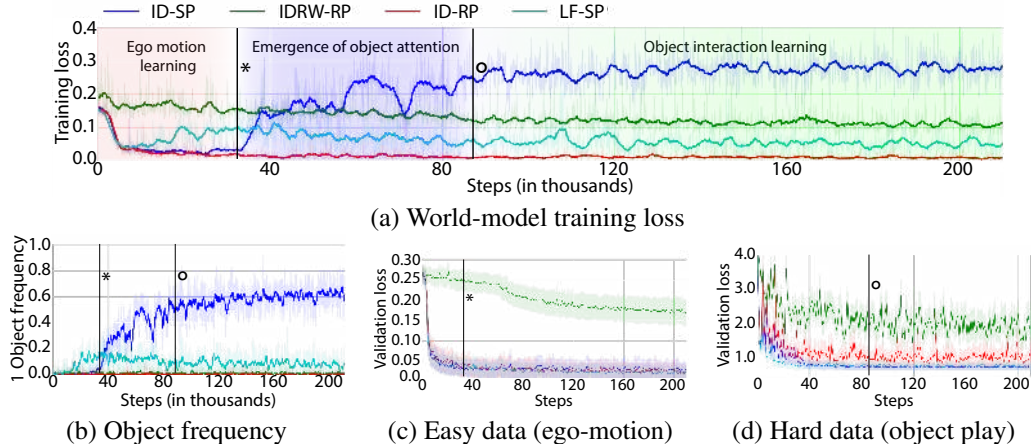 ID-SP IDRW-RP ID-RP LF-SP
0.4
Ego motion learning
Emergence of object attention
Object interaction learning
*
Training loss
0.3
0.2
0.1
0.0
0 40 80 120 160 200
Steps (in thousands)
(a) World-model training loss
1 Object frequency
1.0
0.8
0.6
0.4
0.2
0.0
*
0 40 80 120 160 200
Steps (in thousands)
(b) Object frequency
Validation loss
0.30
0.25
0.20
0.15
0.10
0.05
0.00
*
0 40 80 120 160 200
Steps
(c) Easy data (ego-motion)
Validation loss
4.0
3.0
2.0
1.0
0 40 80 120 160 200
Steps
(d) Hard data (object play)